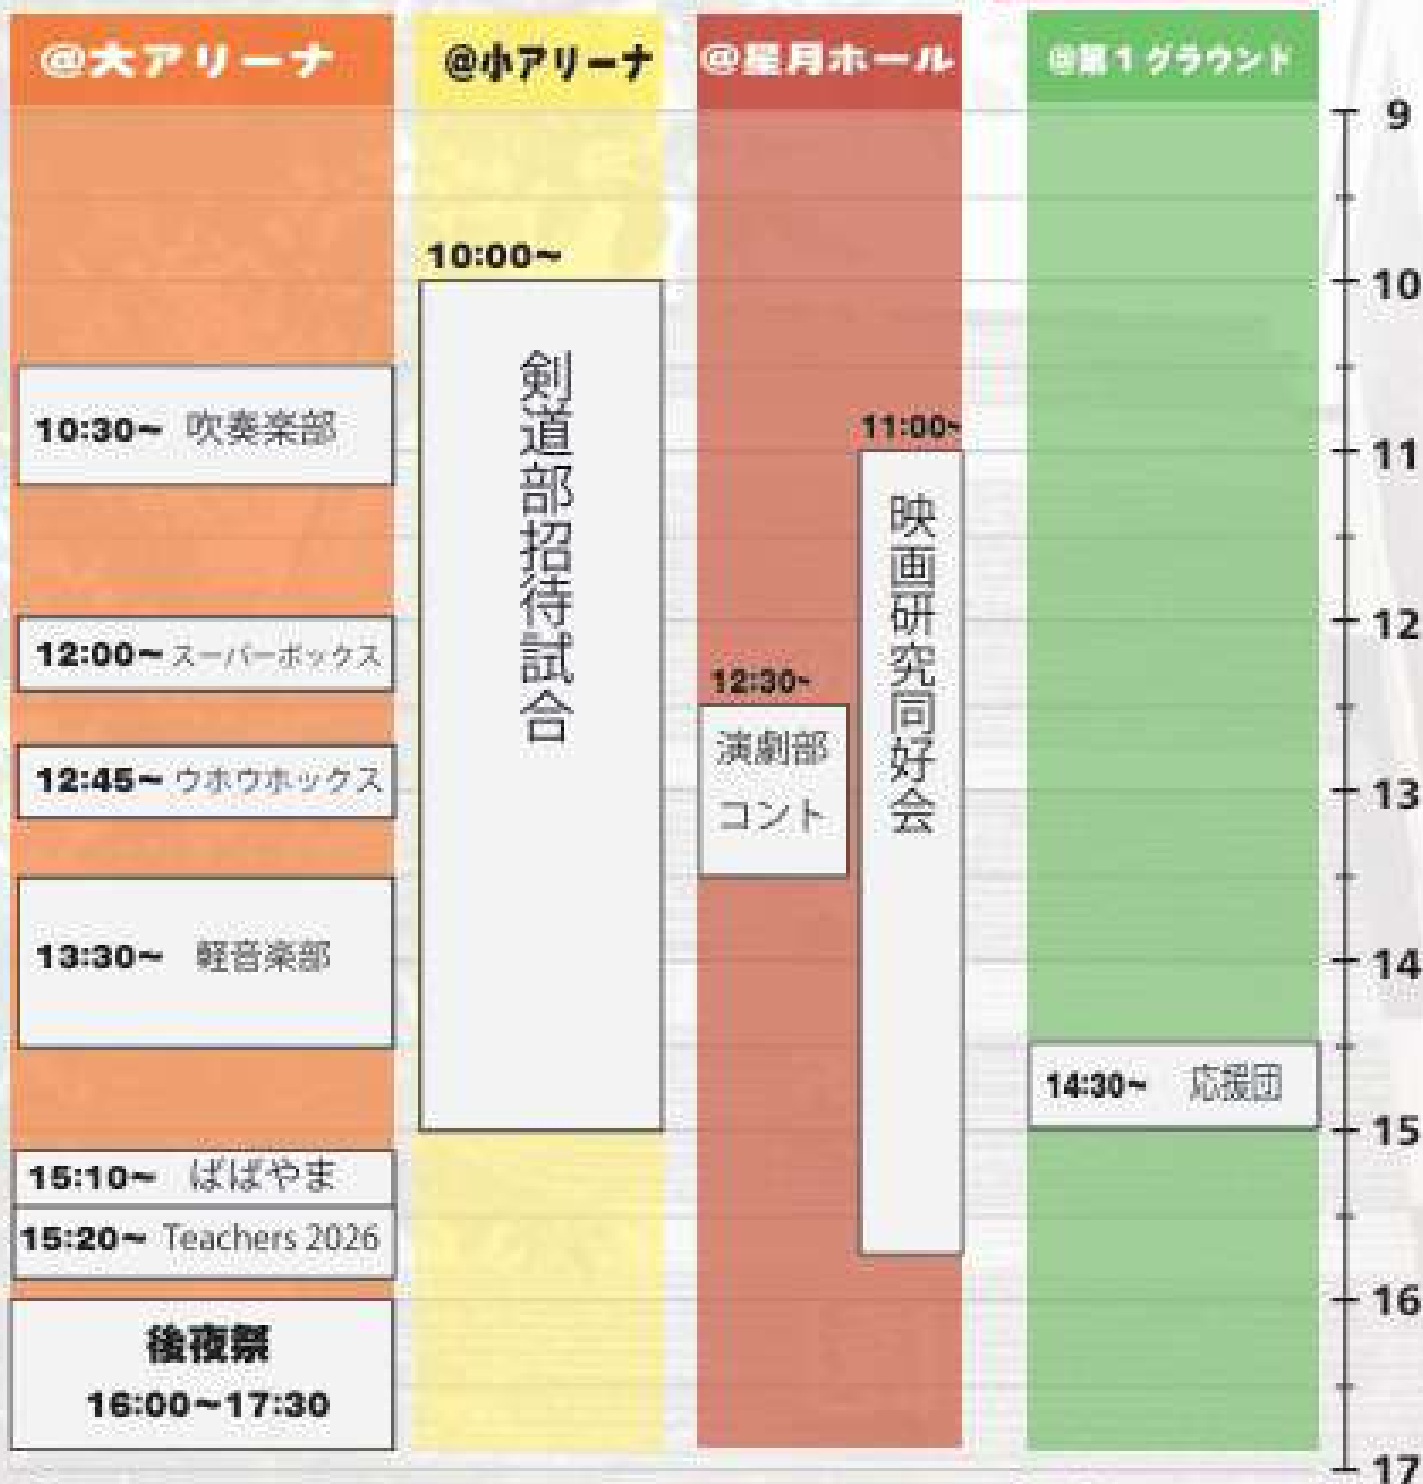 @大アリーナ
10:30~ 吹奏楽部
12:00~ スーパーボックス
12:45~ ウホウホックス
13:30~ 軽音楽部
15:10~ ばばやま
15:20~ Teachers 2026
後夜祭
16:00~17:30
@小アリーナ
10:00~
剣道部招待試合
@星月ホール
11:00~
映画研究同好会
12:30~
演劇部
コント
@第1グラウンド
14:30~ 応援団
9
10
11
12
13
14
15
16
17